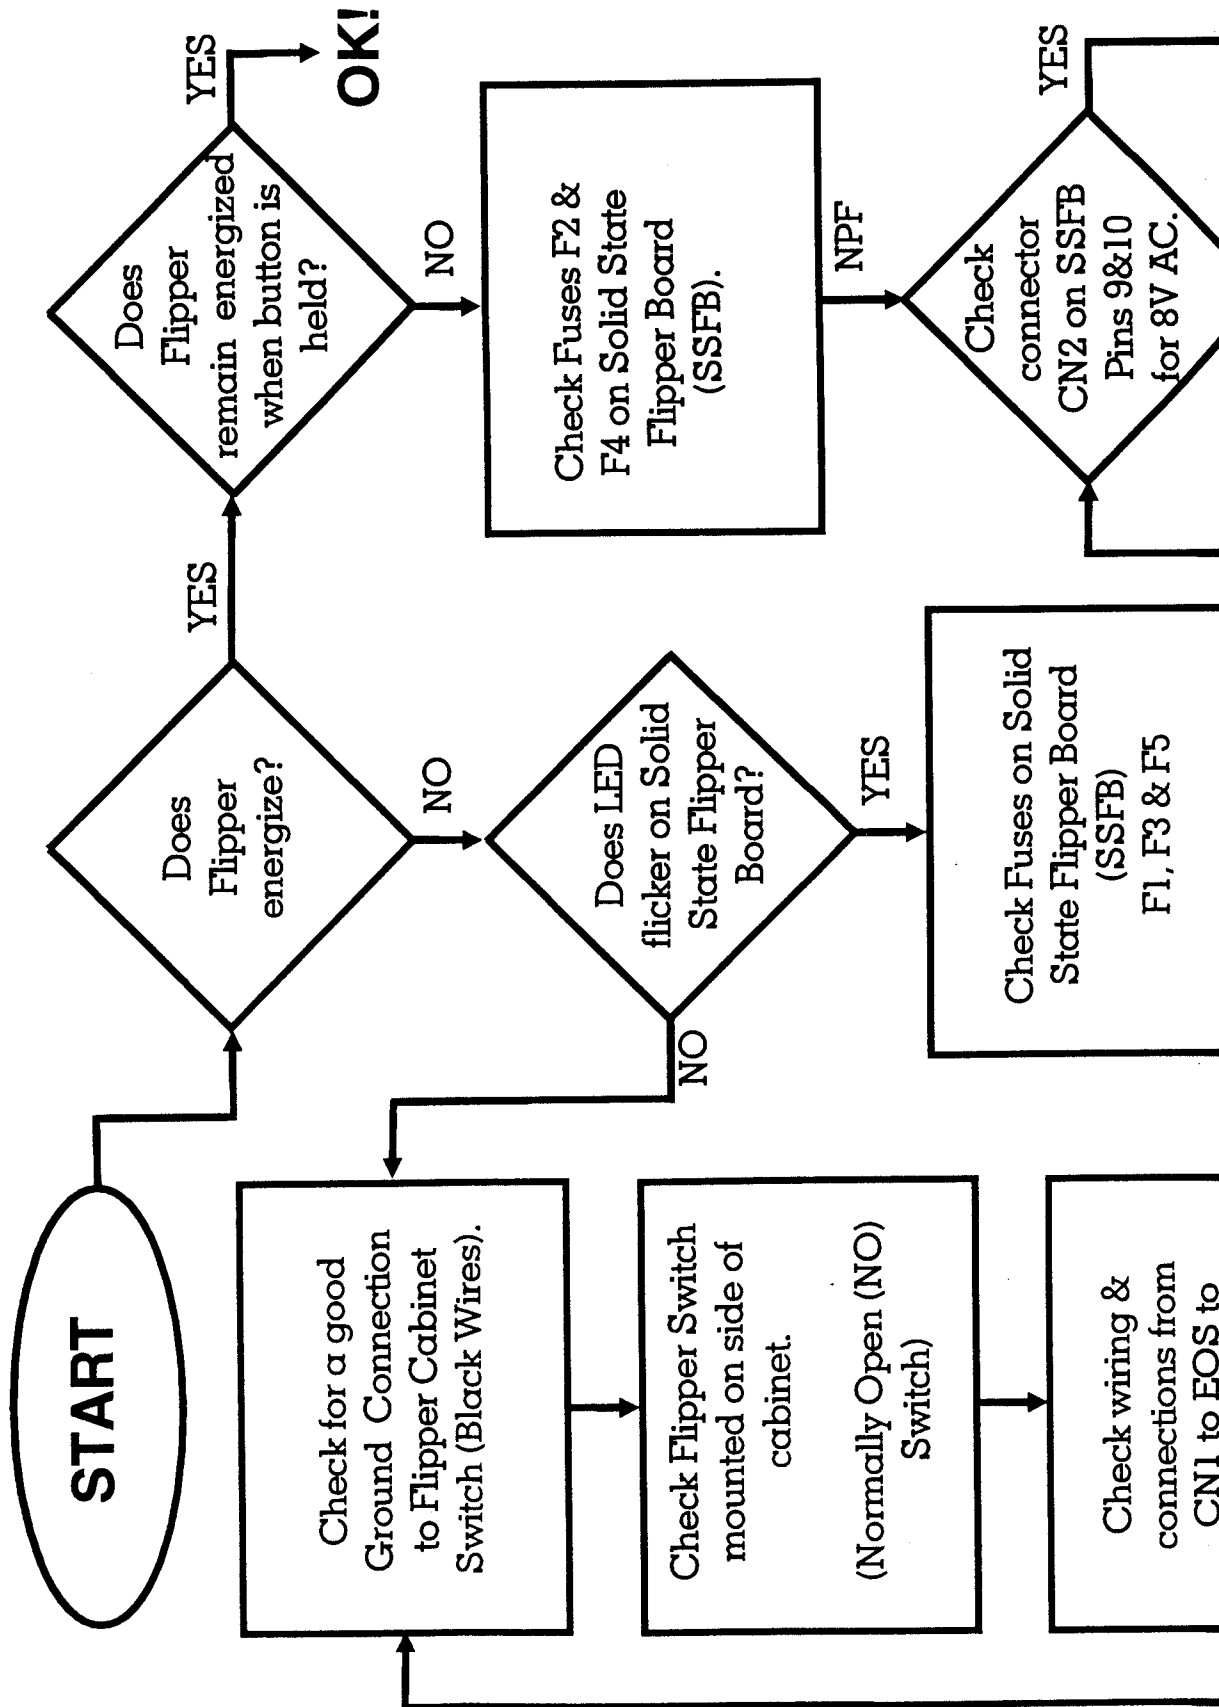 START
Does
Flipper
energize?
YES
Does
Flipper
remain energized
when button is
held?
YES
OK!
NO
Check Fuses F2 &
F4 on Solid State
Flipper Board
(SSFB).
NPF
Check
connector
CN2 on SSFB
Pins 9&10
for 8V AC.
YES
NO
Does LED
flicker on Solid
State Flipper
Board?
YES
Check Fuses on Solid
State Flipper Board
(SSFB)
F1, F3 & F5
NO
Check for a good
Ground Connection
to Flipper Cabinet
Switch (Black Wires).
Check Flipper Switch
mounted on side of
cabinet.
(Normally Open (NO)
Switch)
Check wiring &
connections from
CN1 to EOS to